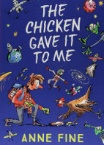 THE
CHICKEN
GAVE IT TO
ME
ANNE FINE